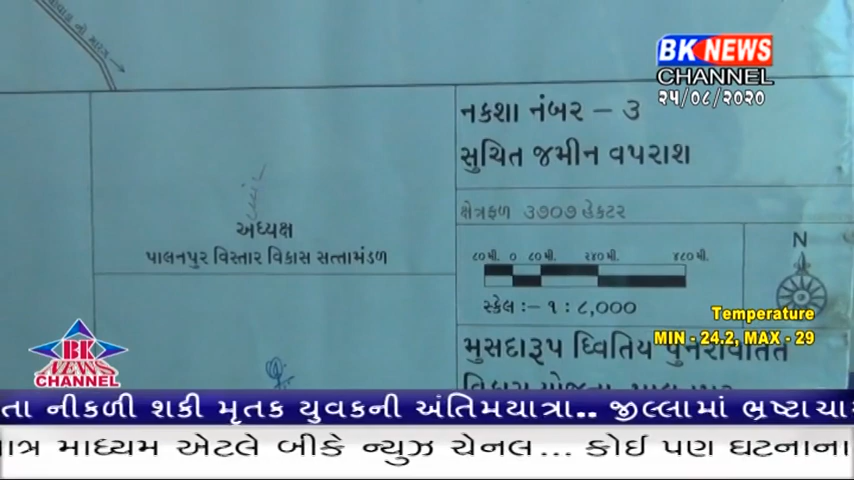 વાડ નો માર્ગ
BK NEWS
CHANNEL
૨૫/૦૮/૨૦૨૦
નકશા નંબર - ૩
સુચિત જમીન વપરાશ
ક્ષેત્રફળ ૩૭૦૭ હેક્ટર
અધ્યક્ષ
પાલનપુર વિસ્તાર વિકાસ સત્તામંડળ
૮૦મી. ૦ ૮૦મી. ૨૪૦મી. ૪૮૦મી.
N
સ્કેલ :- ૧ : ૮,૦૦૦
Temperature
MIN - 24.2, MAX - 29
મુસદારૂપ ધ્વિતિય પુનરાવર્તિત
BK
NEWS
CHANNEL
તા નીકળી શકી મૃતક યુવકની અંતિમયાત્રા.. જીલ્લામાં ભ્રષ્ટાચા
માધ્યમ એટલે બીકે ન્યુઝ ચેનલ... કોઈ પણ ઘટનાના